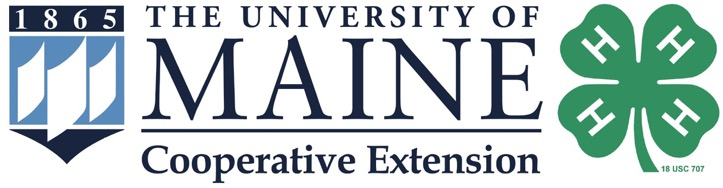 1865
THE UNIVERSITY OF
MAINE
Cooperative Extension
H H
H H
18 USC 707